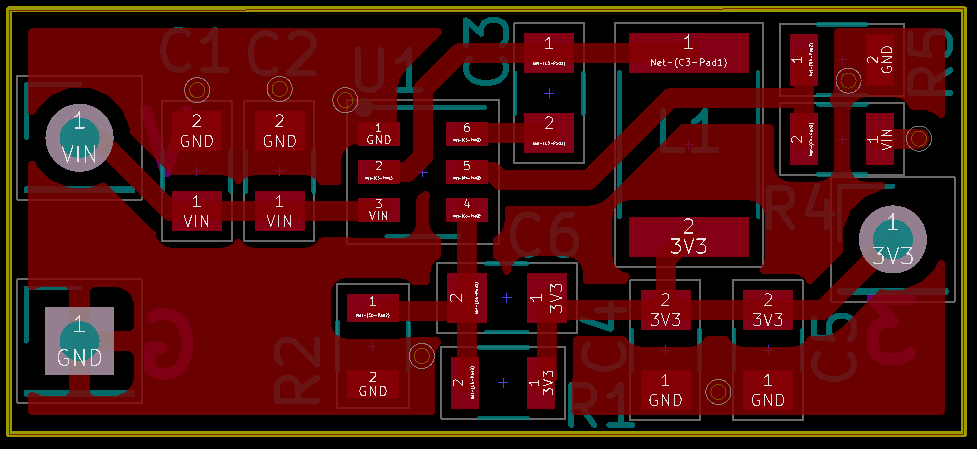 C1
C2
U1
C3
1
Net-(C3-Pad1)
1
2
GND
R5
1
VIN
2
GND
2
GND
1
GND
6
2
2
1
L1
2
5
1
VIN
1
VIN
3
VIN
4
C6
2
3V3
R4
1
3V3
1
GND
R2
1
2
GND
2
1
3V3
2
1
3V3
R1
C4
2
3V3
1
GND
2
3V3
1
GND
C5
V
G
3